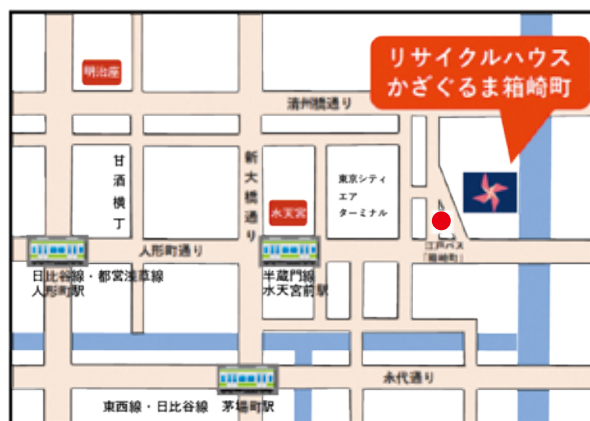 リサイクルハウス
かざぐるま箱崎町
明治座
清州橋通り
甘酒横丁
新大橋通り
水天宮
東京シティ
エア
ターミナル
人形町通り
江戸バス
「箱崎町」
日比谷線・都営浅草線
人形町駅
半蔵門線
水天宮前駅
永代通り
東西線・日比谷線 茅場町駅